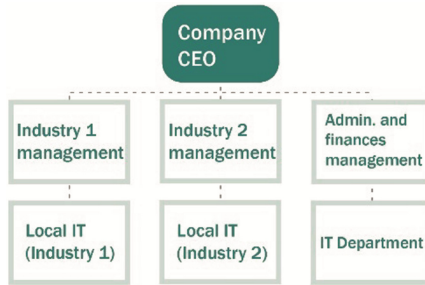 Company
CEO
Industry 1
management
Industry 2
management
Admin. and
finances
management
Local IT
(Industry 1)
Local IT
(Industry 2)
IT Department